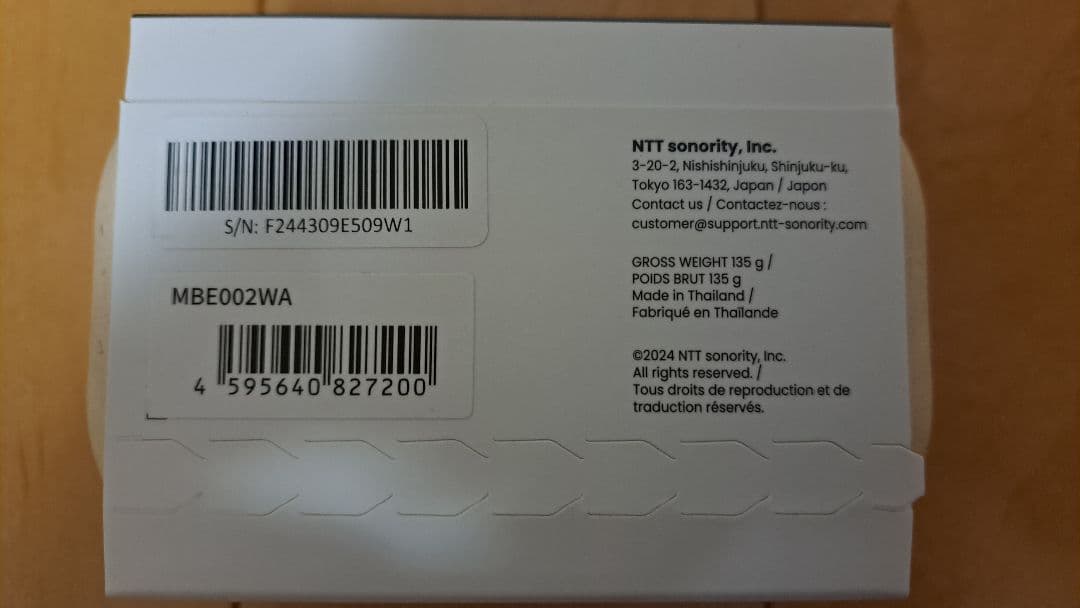 S/N: F244309E509W1
MBE002WA
4 595640 827200
NTT sonority, Inc.
3-20-2, Nishishinjuku, Shinjuku-ku,
Tokyo 163-1432, Japan / Japon
Contact us / Contactez-nous :
customer@support.ntt-sonority.com
GROSS WEIGHT 135 g /
POIDS BRUT 135 g
Made in Thailand /
Fabriqué en Thaïlande
©2024 NTT sonority, Inc.
All rights reserved. /
Tous droits de reproduction et de
traduction réservés.